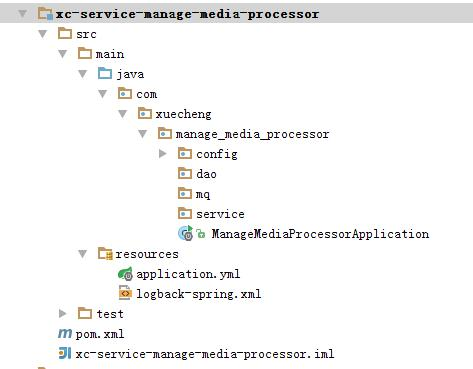 xc-service-manage-media-processor
src
main
java
com
xuecheng
manage_media_processor
config
dao
mq
service
ManageMediaProcessorApplication
resources
application.yml
logback-spring.xml
test
pom.xml
xc-service-manage-media-processor.iml